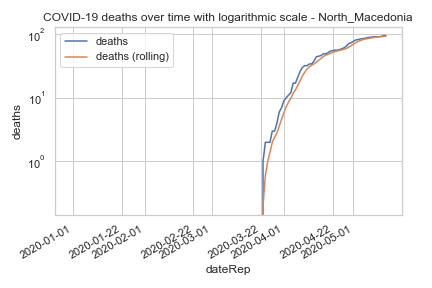 COVID-19 deaths over time with logarithmic scale - North_Macedonia
deaths
deaths (rolling)
10²
10¹
10⁰
deaths
2020-01-01
2020-01-22
2020-02-01
2020-02-22
2020-03-01
2020-03-22
2020-04-01
2020-04-22
2020-05-01
dateRep